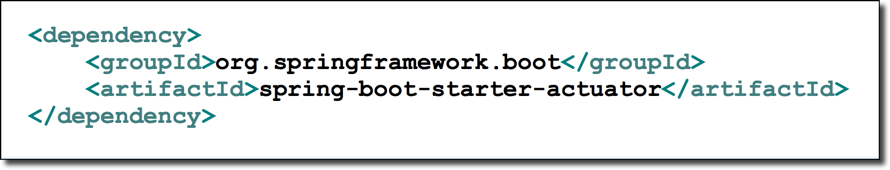 <dependency>
    <groupId>org.springframework.boot</groupId>
    <artifactId>spring-boot-starter-actuator</artifactId>
</dependency>